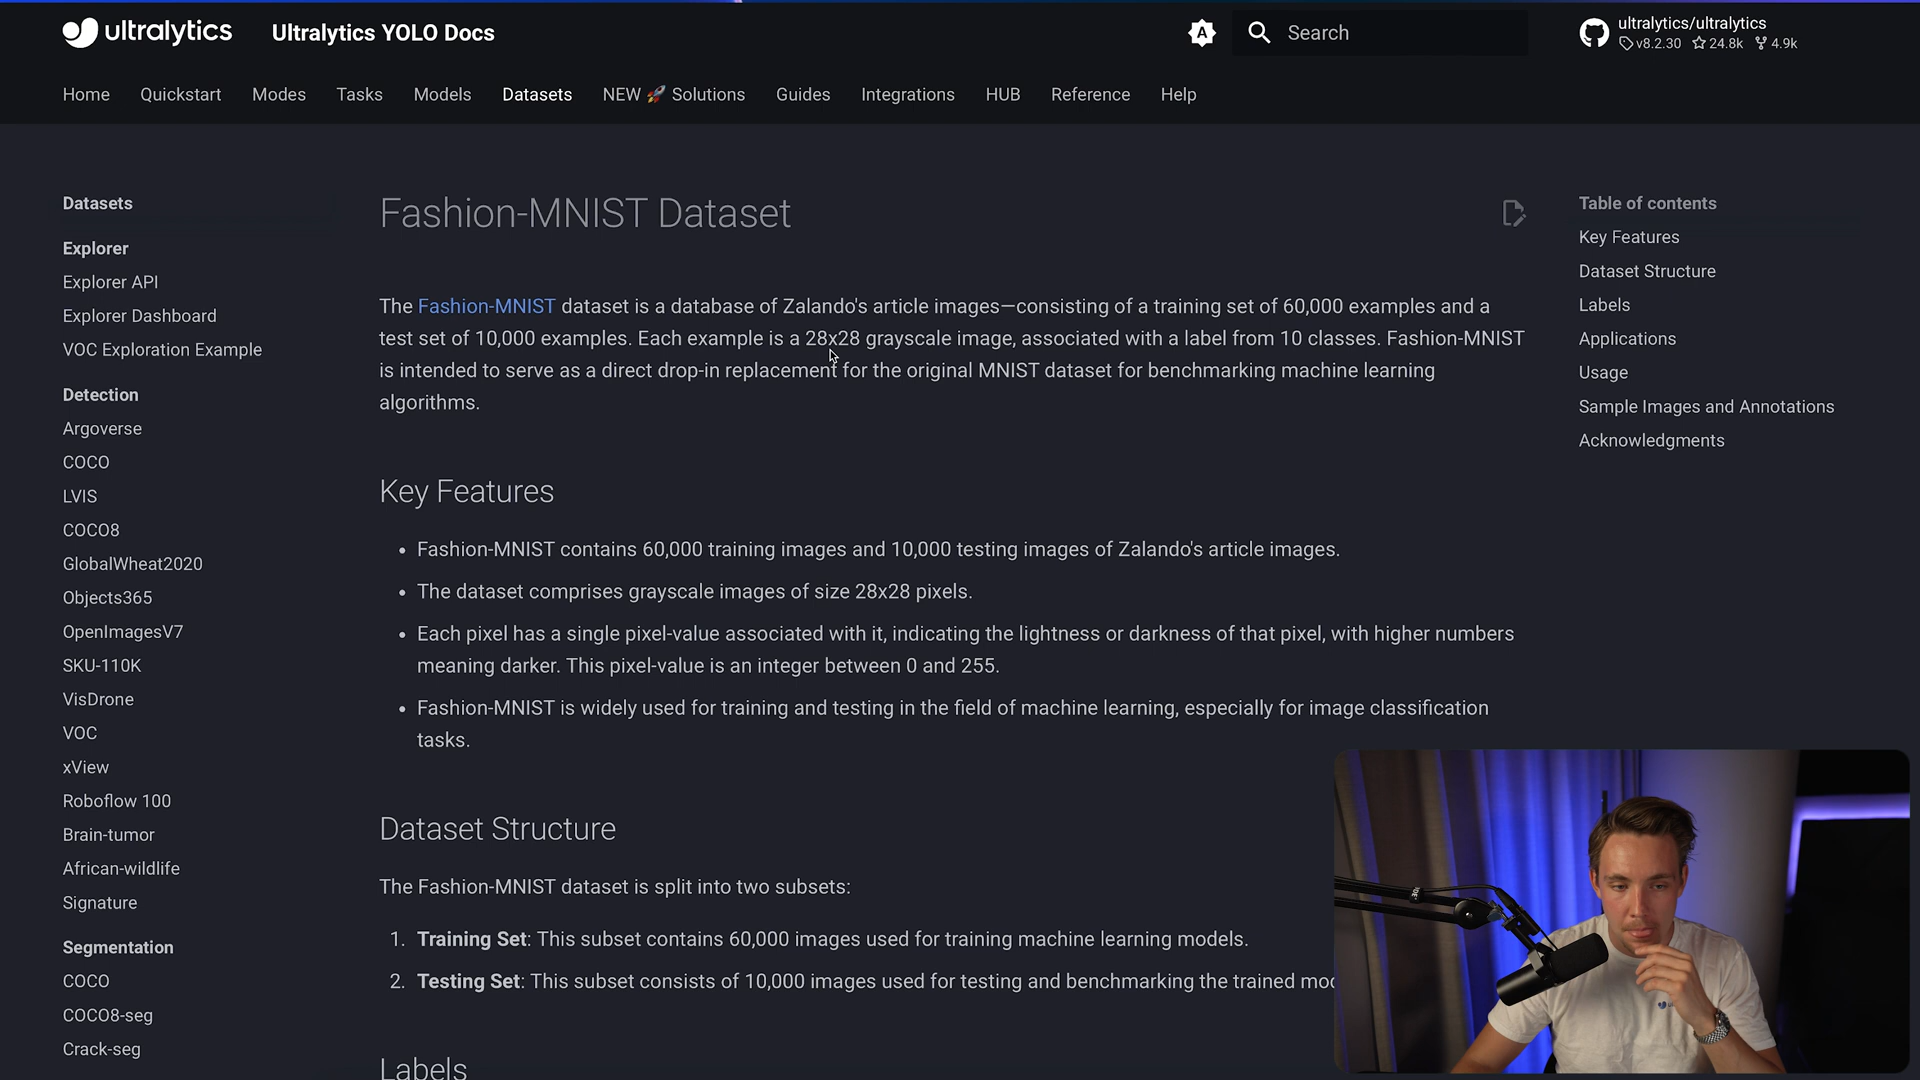 ultralytics
Ultralytics YOLO Docs
A
Search
ultralytics/ultralytics
v8.2.30 24.8k 4.9k
Home Quickstart Modes Tasks Models Datasets NEW 🚀 Solutions Guides Integrations HUB Reference Help
Datasets
Explorer
Explorer API
Explorer Dashboard
VOC Exploration Example
Detection
Argoverse
COCO
LVIS
COCO8
GlobalWheat2020
Objects365
OpenImagesV7
SKU-110K
VisDrone
VOC
xView
Roboflow 100
Brain-tumor
African-wildlife
Signature
Segmentation
COCO
COCO8-seg
Crack-seg
Fashion-MNIST Dataset
The Fashion-MNIST dataset is a database of Zalando's article images—consisting of a training set of 60,000 examples and a
test set of 10,000 examples. Each example is a 28x28 grayscale image, associated with a label from 10 classes. Fashion-MNIST
is intended to serve as a direct drop-in replacement for the original MNIST dataset for benchmarking machine learning
algorithms.
Key Features
• Fashion-MNIST contains 60,000 training images and 10,000 testing images of Zalando's article images.
• The dataset comprises grayscale images of size 28x28 pixels.
• Each pixel has a single pixel-value associated with it, indicating the lightness or darkness of that pixel, with higher numbers
meaning darker. This pixel-value is an integer between 0 and 255.
• Fashion-MNIST is widely used for training and testing in the field of machine learning, especially for image classification
tasks.
Dataset Structure
The Fashion-MNIST dataset is split into two subsets:
1. Training Set: This subset contains 60,000 images used for training machine learning models.
2. Testing Set: This subset consists of 10,000 images used for testing and benchmarking the trained
Labels
Table of contents
Key Features
Dataset Structure
Labels
Applications
Usage
Sample Images and Annotations
Acknowledgments